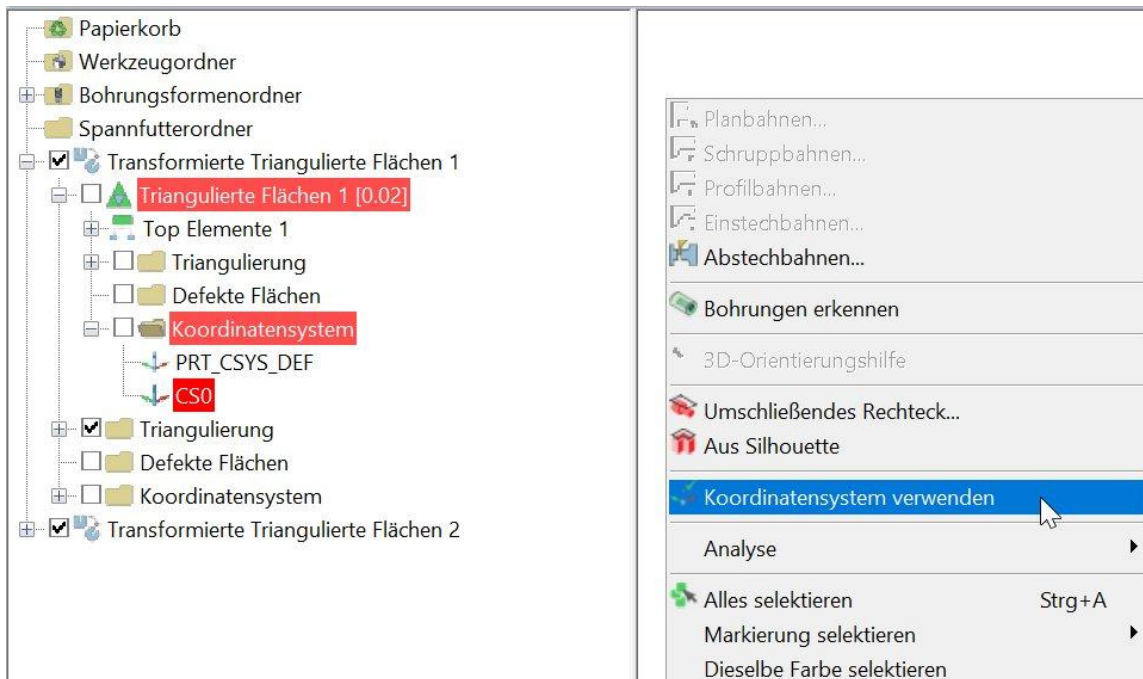 Papierkorb
Werkzeugordner
Bohrungsformenordner
Spannfutterordner
Transformierte Triangulierte Flächen 1
Triangulierte Flächen 1 [0.02]
Top Elemente 1
Triangulierung
Defekte Flächen
Koordinatensystem
PRT_CSYS_DEF
CS0
Triangulierung
Defekte Flächen
Koordinatensystem
Transformierte Triangulierte Flächen 2
Planbahnen...
Schruppbahnen...
Profilbahnen...
Einstechbahnen...
Abstechbahnen...
Bohrungen erkennen
3D-Orientierungshilfe
Umschließendes Rechteck...
Aus Silhouette
Koordinatensystem verwenden
Analyse
Alles selektieren Strg+A
Markierung selektieren
Dieselbe Farbe selektieren